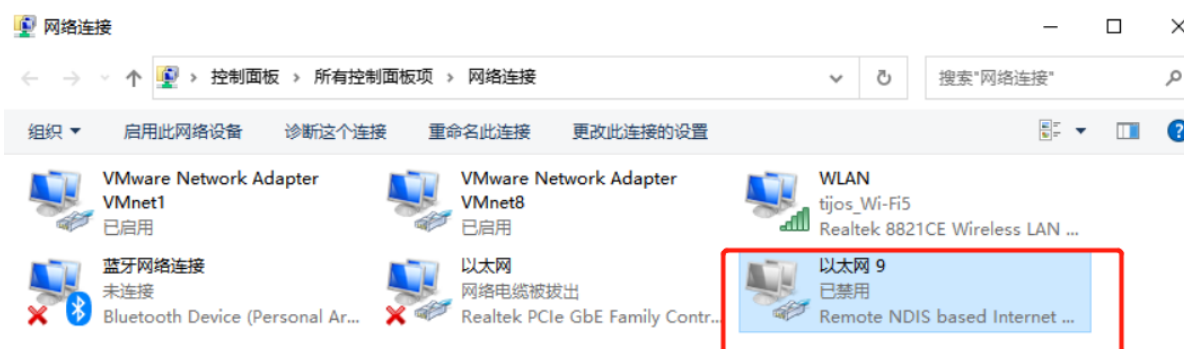 网络连接
控制面板 › 所有控制面板项 › 网络连接
搜索"网络连接"
组织 启用此网络设备 诊断这个连接 重命名此连接 更改此连接的设置
VMware Network Adapter
VMnet1
已启用
VMware Network Adapter
VMnet8
已启用
WLAN
tijos_Wi-Fi5
Realtek 8821CE Wireless LAN ...
蓝牙网络连接
未连接
Bluetooth Device (Personal Ar...
以太网
网络电缆被拔出
Realtek PCIe GbE Family Contr...
以太网 9
已禁用
Remote NDIS based Internet ...